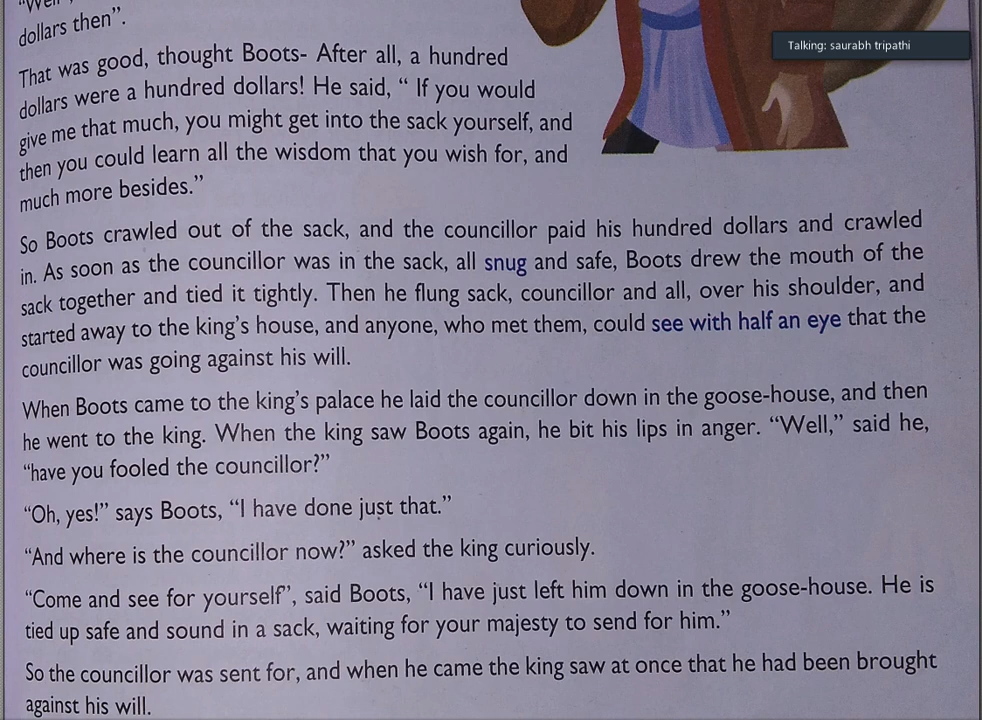 "Well,
dollars then".
Talking: saurabh tripathi
That was good, thought Boots- After all, a hundred
dollars were a hundred dollars! He said, “ If you would
give me that much, you might get into the sack yourself, and
then you could learn all the wisdom that you wish for, and
much more besides.”
So Boots crawled out of the sack, and the councillor paid his hundred dollars and crawled
in. As soon as the councillor was in the sack, all snug and safe, Boots drew the mouth of the
sack together and tied it tightly. Then he flung sack, councillor and all, over his shoulder, and
started away to the king’s house, and anyone, who met them, could see with half an eye that the
councillor was going against his will.
When Boots came to the king’s palace he laid the councillor down in the goose-house, and then
he went to the king. When the king saw Boots again, he bit his lips in anger. “Well,” said he,
“have you fooled the councillor?”
“Oh, yes!” says Boots, “I have done just that.”
“And where is the councillor now?” asked the king curiously.
“Come and see for yourself”, said Boots, “I have just left him down in the goose-house. He is
tied up safe and sound in a sack, waiting for your majesty to send for him.”
So the councillor was sent for, and when he came the king saw at once that he had been brought
against his will.